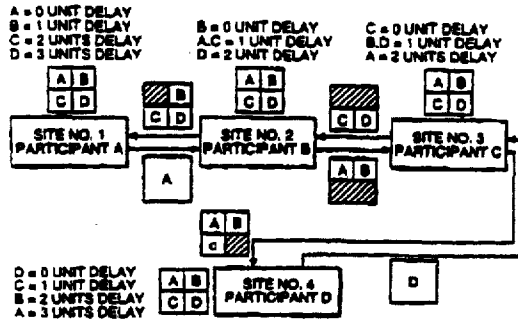 A = 0 UNIT DELAY
B = 1 UNIT DELAY
C = 2 UNITS DELAY
D = 3 UNITS DELAY
B = 0 UNIT DELAY
A.C = 1 UNIT DELAY
D = 2 UNIT DELAY
C = 0 UNIT DELAY
B.D = 1 UNIT DELAY
A = 2 UNITS DELAY
A B
C D
B
C D
A B
C D
C D
A B
C D
SITE NO. 1
PARTICIPANT A
SITE NO. 2
PARTICIPANT B
SITE NO. 3
PARTICIPANT C
A
A B
A B
C
D = 0 UNIT DELAY
C = 1 UNIT DELAY
B = 2 UNITS DELAY
A = 3 UNITS DELAY
A B
C D
SITE NO. 4
PARTICIPANT D
D